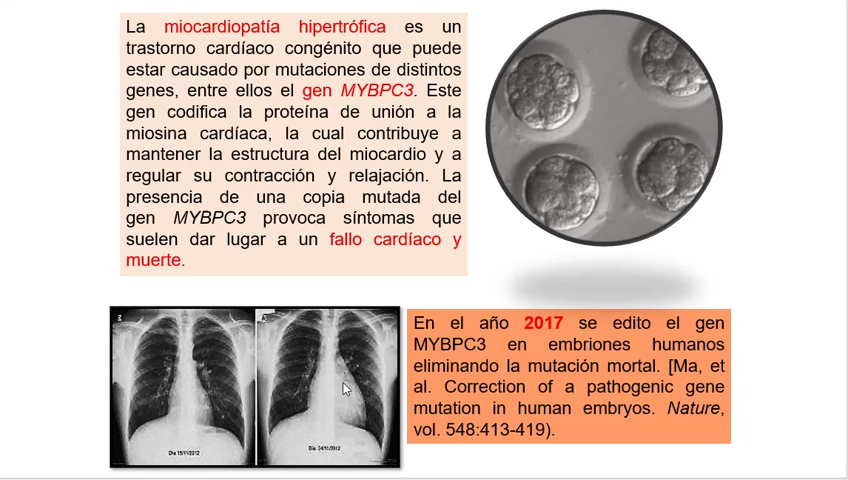 La miocardiopatía hipertrófica es un
trastorno cardíaco congénito que puede
estar causado por mutaciones de distintos
genes, entre ellos el gen MYBPC3. Este
gen codifica la proteína de unión a la
miosina cardíaca, la cual contribuye a
mantener la estructura del miocardio y a
regular su contracción y relajación. La
presencia de una copia mutada del
gen MYBPC3 provoca síntomas que
suelen dar lugar a un fallo cardíaco y
muerte.
En el año 2017 se edito el gen
MYBPC3 en embriones humanos
eliminando la mutación mortal. [Ma, et
al. Correction of a pathogenic gene
mutation in human embryos. Nature,
vol. 548:413-419).